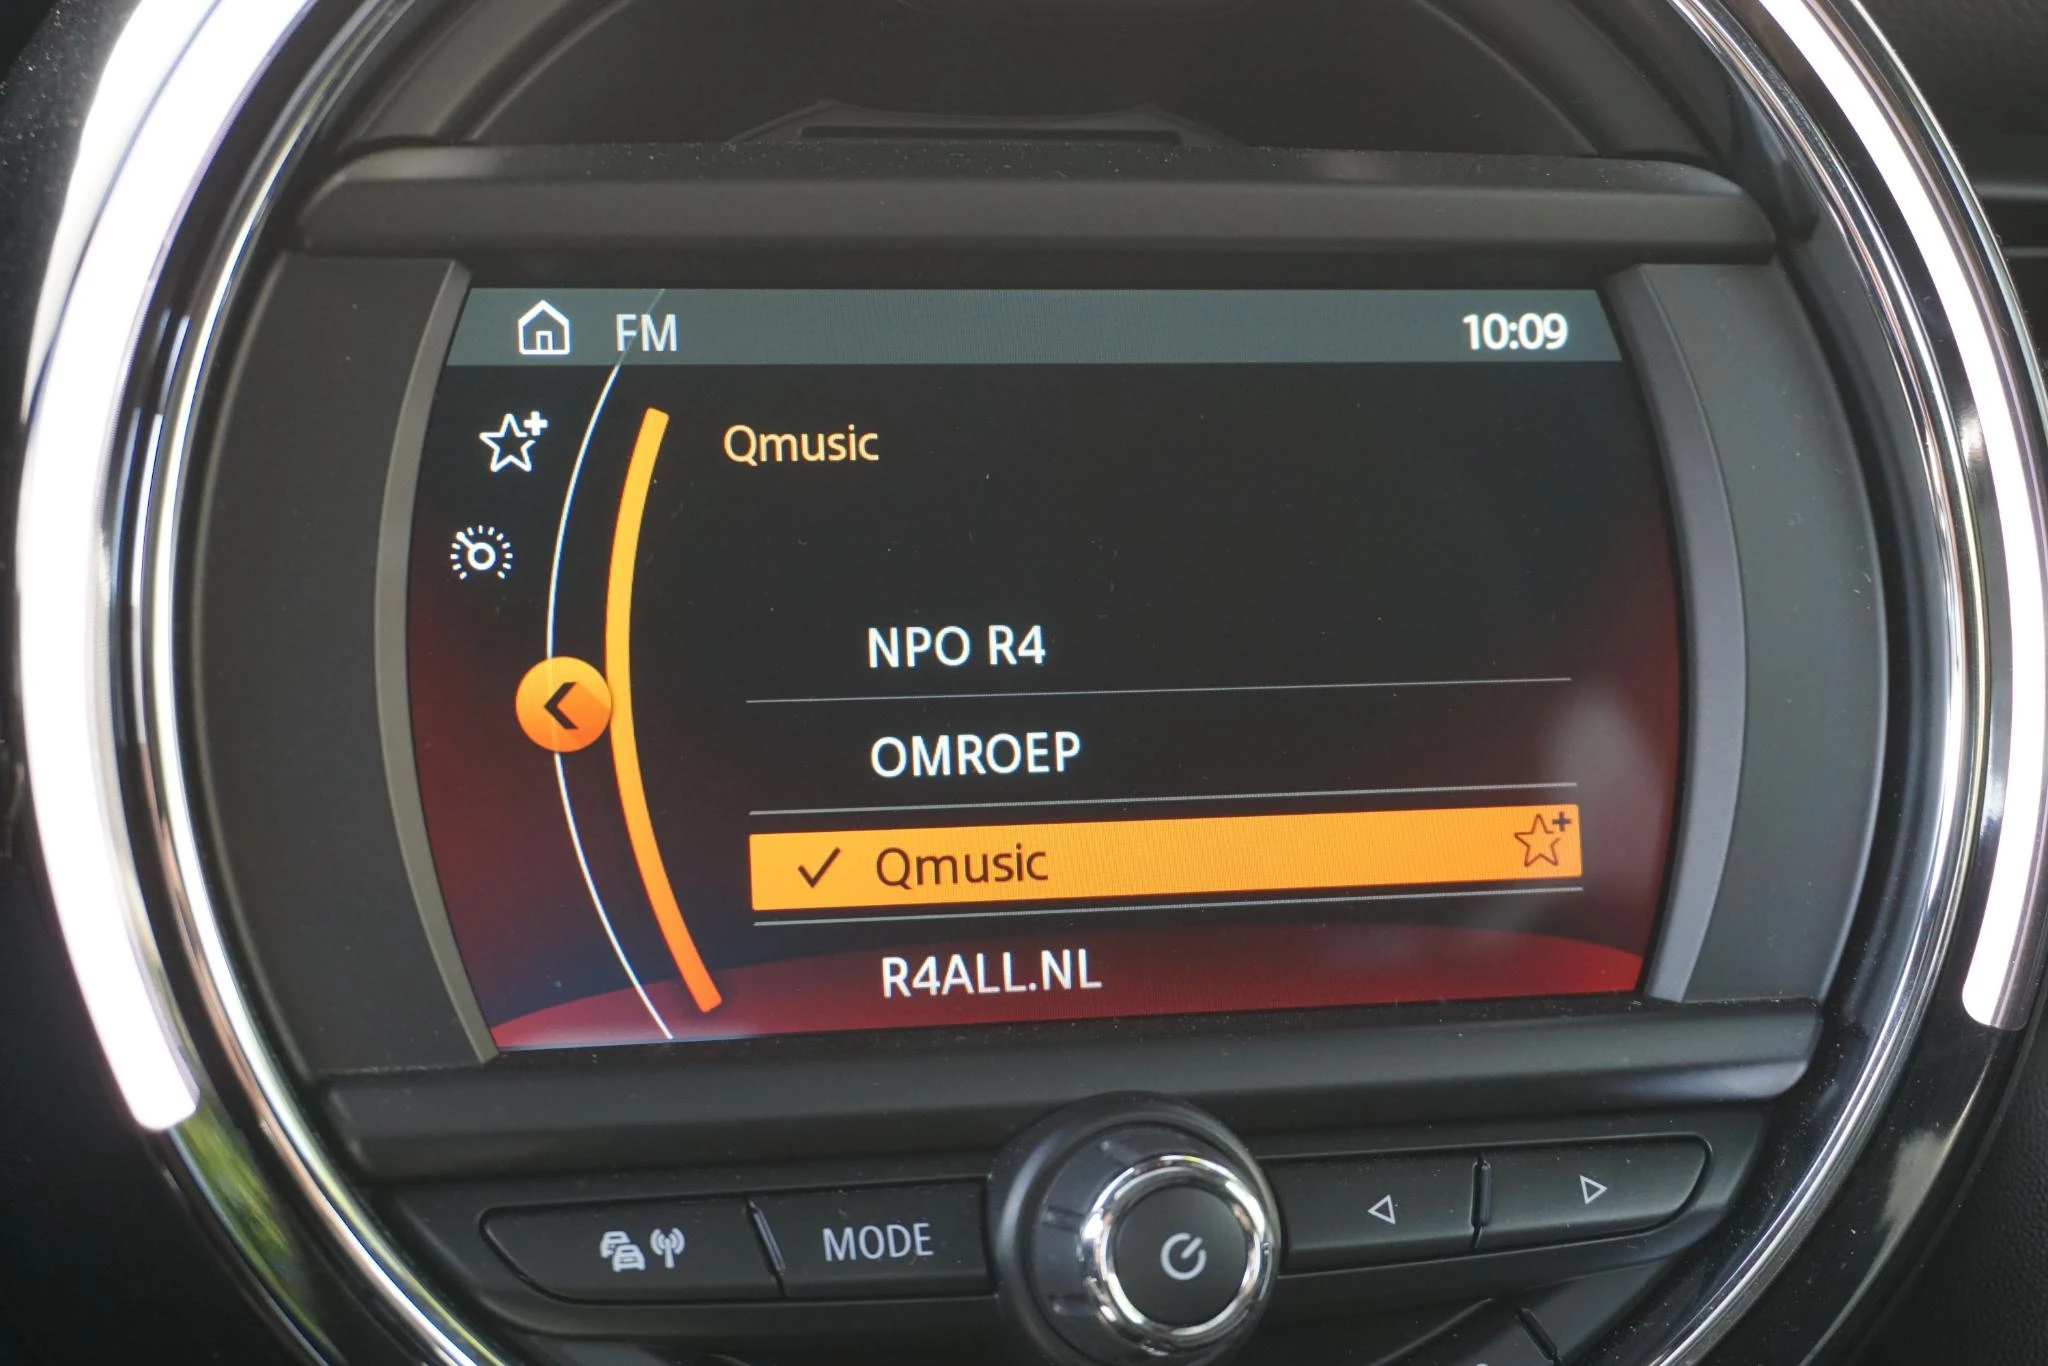 FM 10:09
Qmusic
NPO R4
OMROEP
Qmusic
R4ALL.NL
MODE